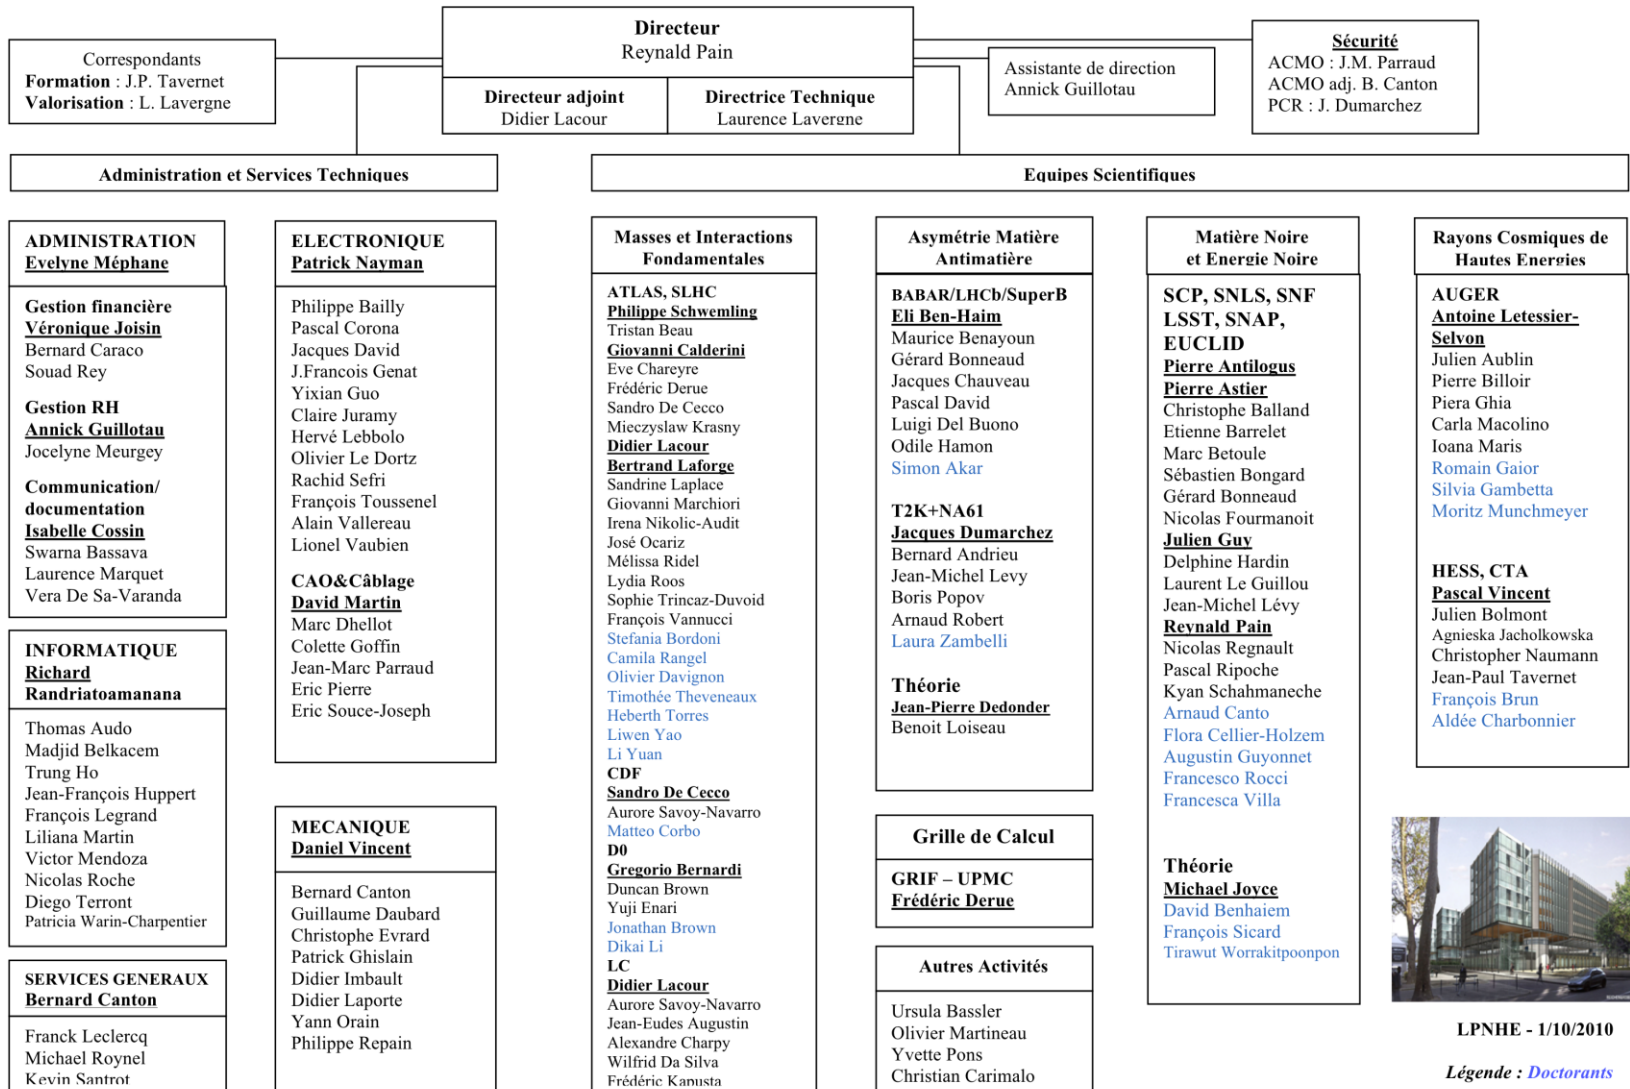 Directeur
Reynald Pain
Directeur adjoint
Didier Lacour
Directrice Technique
Laurence Lavergne
Correspondants
Formation : J.P. Tavernet
Valorisation : L. Lavergne
Assistante de direction
Annick Guillotau
Sécurité
ACMO : J.M. Parraud
ACMO adj. B. Canton
PCR : J. Dumarchez
Administration et Services Techniques
Equipes Scientifiques
ADMINISTRATION
Evelyne Méphane
Gestion financière
Véronique Joisin
Bernard Caraco
Souad Rey
Gestion RH
Annick Guillotau
Jocelyne Meurgey
Communication/
documentation
Isabelle Cossin
Swarna Bassava
Laurence Marquet
Vera De Sa-Varanda
INFORMATIQUE
Richard
Randriatoamanana
Thomas Audo
Madjid Belkacem
Trung Ho
Jean-François Huppert
François Legrand
Liliana Martin
Victor Mendoza
Nicolas Roche
Diego Terront
Patricia Warin-Charpentier
SERVICES GENERAUX
Bernard Canton
Franck Leclercq
Michael Roynel
Kevin Santrot
ELECTRONIQUE
Patrick Nayman
Philippe Bailly
Pascal Corona
Jacques David
J.Francois Genat
Yixian Guo
Claire Juramy
Hervé Lebbolo
Olivier Le Dortz
Rachid Sefri
François Toussenel
Alain Vallereau
Lionel Vaubien
CAO&Câblage
David Martin
Marc Dhellot
Colette Goffin
Jean-Marc Parraud
Eric Pierre
Eric Souce-Joseph
MECANIQUE
Daniel Vincent
Bernard Canton
Guillaume Daubard
Christophe Evrard
Patrick Ghislain
Didier Imbault
Didier Laporte
Yann Orain
Philippe Repain
Masses et Interactions
Fondamentales
ATLAS, SLHC
Philippe Schwemling
Tristan Beau
Giovanni Calderini
Eve Chareyre
Frédéric Derue
Sandro De Cecco
Mieczyslaw Krasny
Didier Lacour
Bertrand Laforge
Sandrine Laplace
Giovanni Marchiori
Irena Nikolic-Audit
José Ocariz
Mélissa Ridel
Lydia Roos
Sophie Trincaz-Duvoid
François Vannucci
Stefania Bordoni
Camila Rangel
Olivier Davignon
Timothée Theveneaux
Heberth Torres
Liwen Yao
Li Yuan
CDF
Sandro De Cecco
Aurore Savoy-Navarro
Matteo Corbo
D0
Gregorio Bernardi
Duncan Brown
Yuji Enari
Jonathan Brown
Dikai Li
LC
Didier Lacour
Aurore Savoy-Navarro
Jean-Eudes Augustin
Alexandre Charpy
Wilfrid Da Silva
Frédéric Kapusta
Asymétrie Matière
Antimatière
BABAR/LHCb/SuperB
Eli Ben-Haim
Maurice Benayoun
Gérard Bonneaud
Jacques Chauveau
Pascal David
Luigi Del Buono
Odile Hamon
Simon Akar
T2K+NA61
Jacques Dumarchez
Bernard Andrieu
Jean-Michel Levy
Boris Popov
Arnaud Robert
Laura Zambelli
Théorie
Jean-Pierre Dedonder
Benoit Loiseau
Grille de Calcul
GRIF – UPMC
Frédéric Derue
Autres Activités
Ursula Bassler
Olivier Martineau
Yvette Pons
Christian Carimalo
Matière Noire
et Energie Noire
SCP, SNLS, SNF
LSST, SNAP,
EUCLID
Pierre Antilogus
Pierre Astier
Christophe Balland
Etienne Barrelet
Marc Betoule
Sébastien Bongard
Gérard Bonneaud
Nicolas Fourmanoit
Julien Guy
Delphine Hardin
Laurent Le Guillou
Jean-Michel Lévy
Reynald Pain
Nicolas Regnault
Pascal Ripoche
Kyan Schahmaneche
Arnaud Canto
Flora Cellier-Holzem
Augustin Guyonnet
Francesco Rocci
Francesca Villa
Théorie
Michael Joyce
David Benhaiem
François Sicard
Tirawut Worrakitpoonpon
Rayons Cosmiques de
Hautes Energies
AUGER
Antoine Letessier-
Selvon
Julien Aublin
Pierre Billoir
Piera Ghia
Carla Macolino
Ioana Maris
Romain Gaior
Silvia Gambetta
Moritz Munchmeyer
HESS, CTA
Pascal Vincent
Julien Bolmont
Agnieska Jacholkowska
Christopher Naumann
Jean-Paul Tavernet
François Brun
Aldée Charbonnier
LPNHE - 1/10/2010
Légende : Doctorants